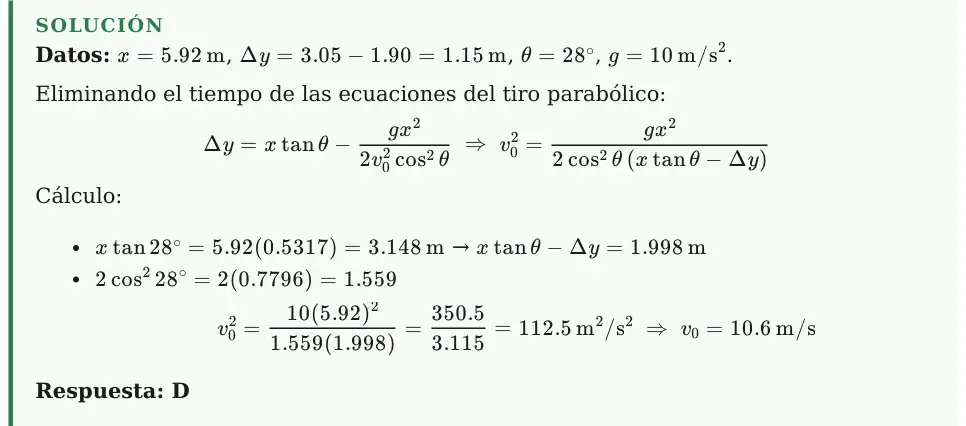 SOLUCIÓN
Datos: x = 5.92 m, Δy = 3.05 − 1.90 = 1.15 m, θ = 28°, g = 10 m/s².
Eliminando el tiempo de las ecuaciones del tiro parabólico:
Δy = x tan θ − gx² / 2v₀² cos² θ ⇒ v₀² = gx² / 2 cos² θ (x tan θ − Δy)
Cálculo:
• x tan 28° = 5.92(0.5317) = 3.148 m → x tan θ − Δy = 1.998 m
• 2 cos² 28° = 2(0.7796) = 1.559
v₀² = 10(5.92)² / 1.559(1.998) = 350.5 / 3.115 = 112.5 m²/s² ⇒ v₀ = 10.6 m/s
Respuesta: D